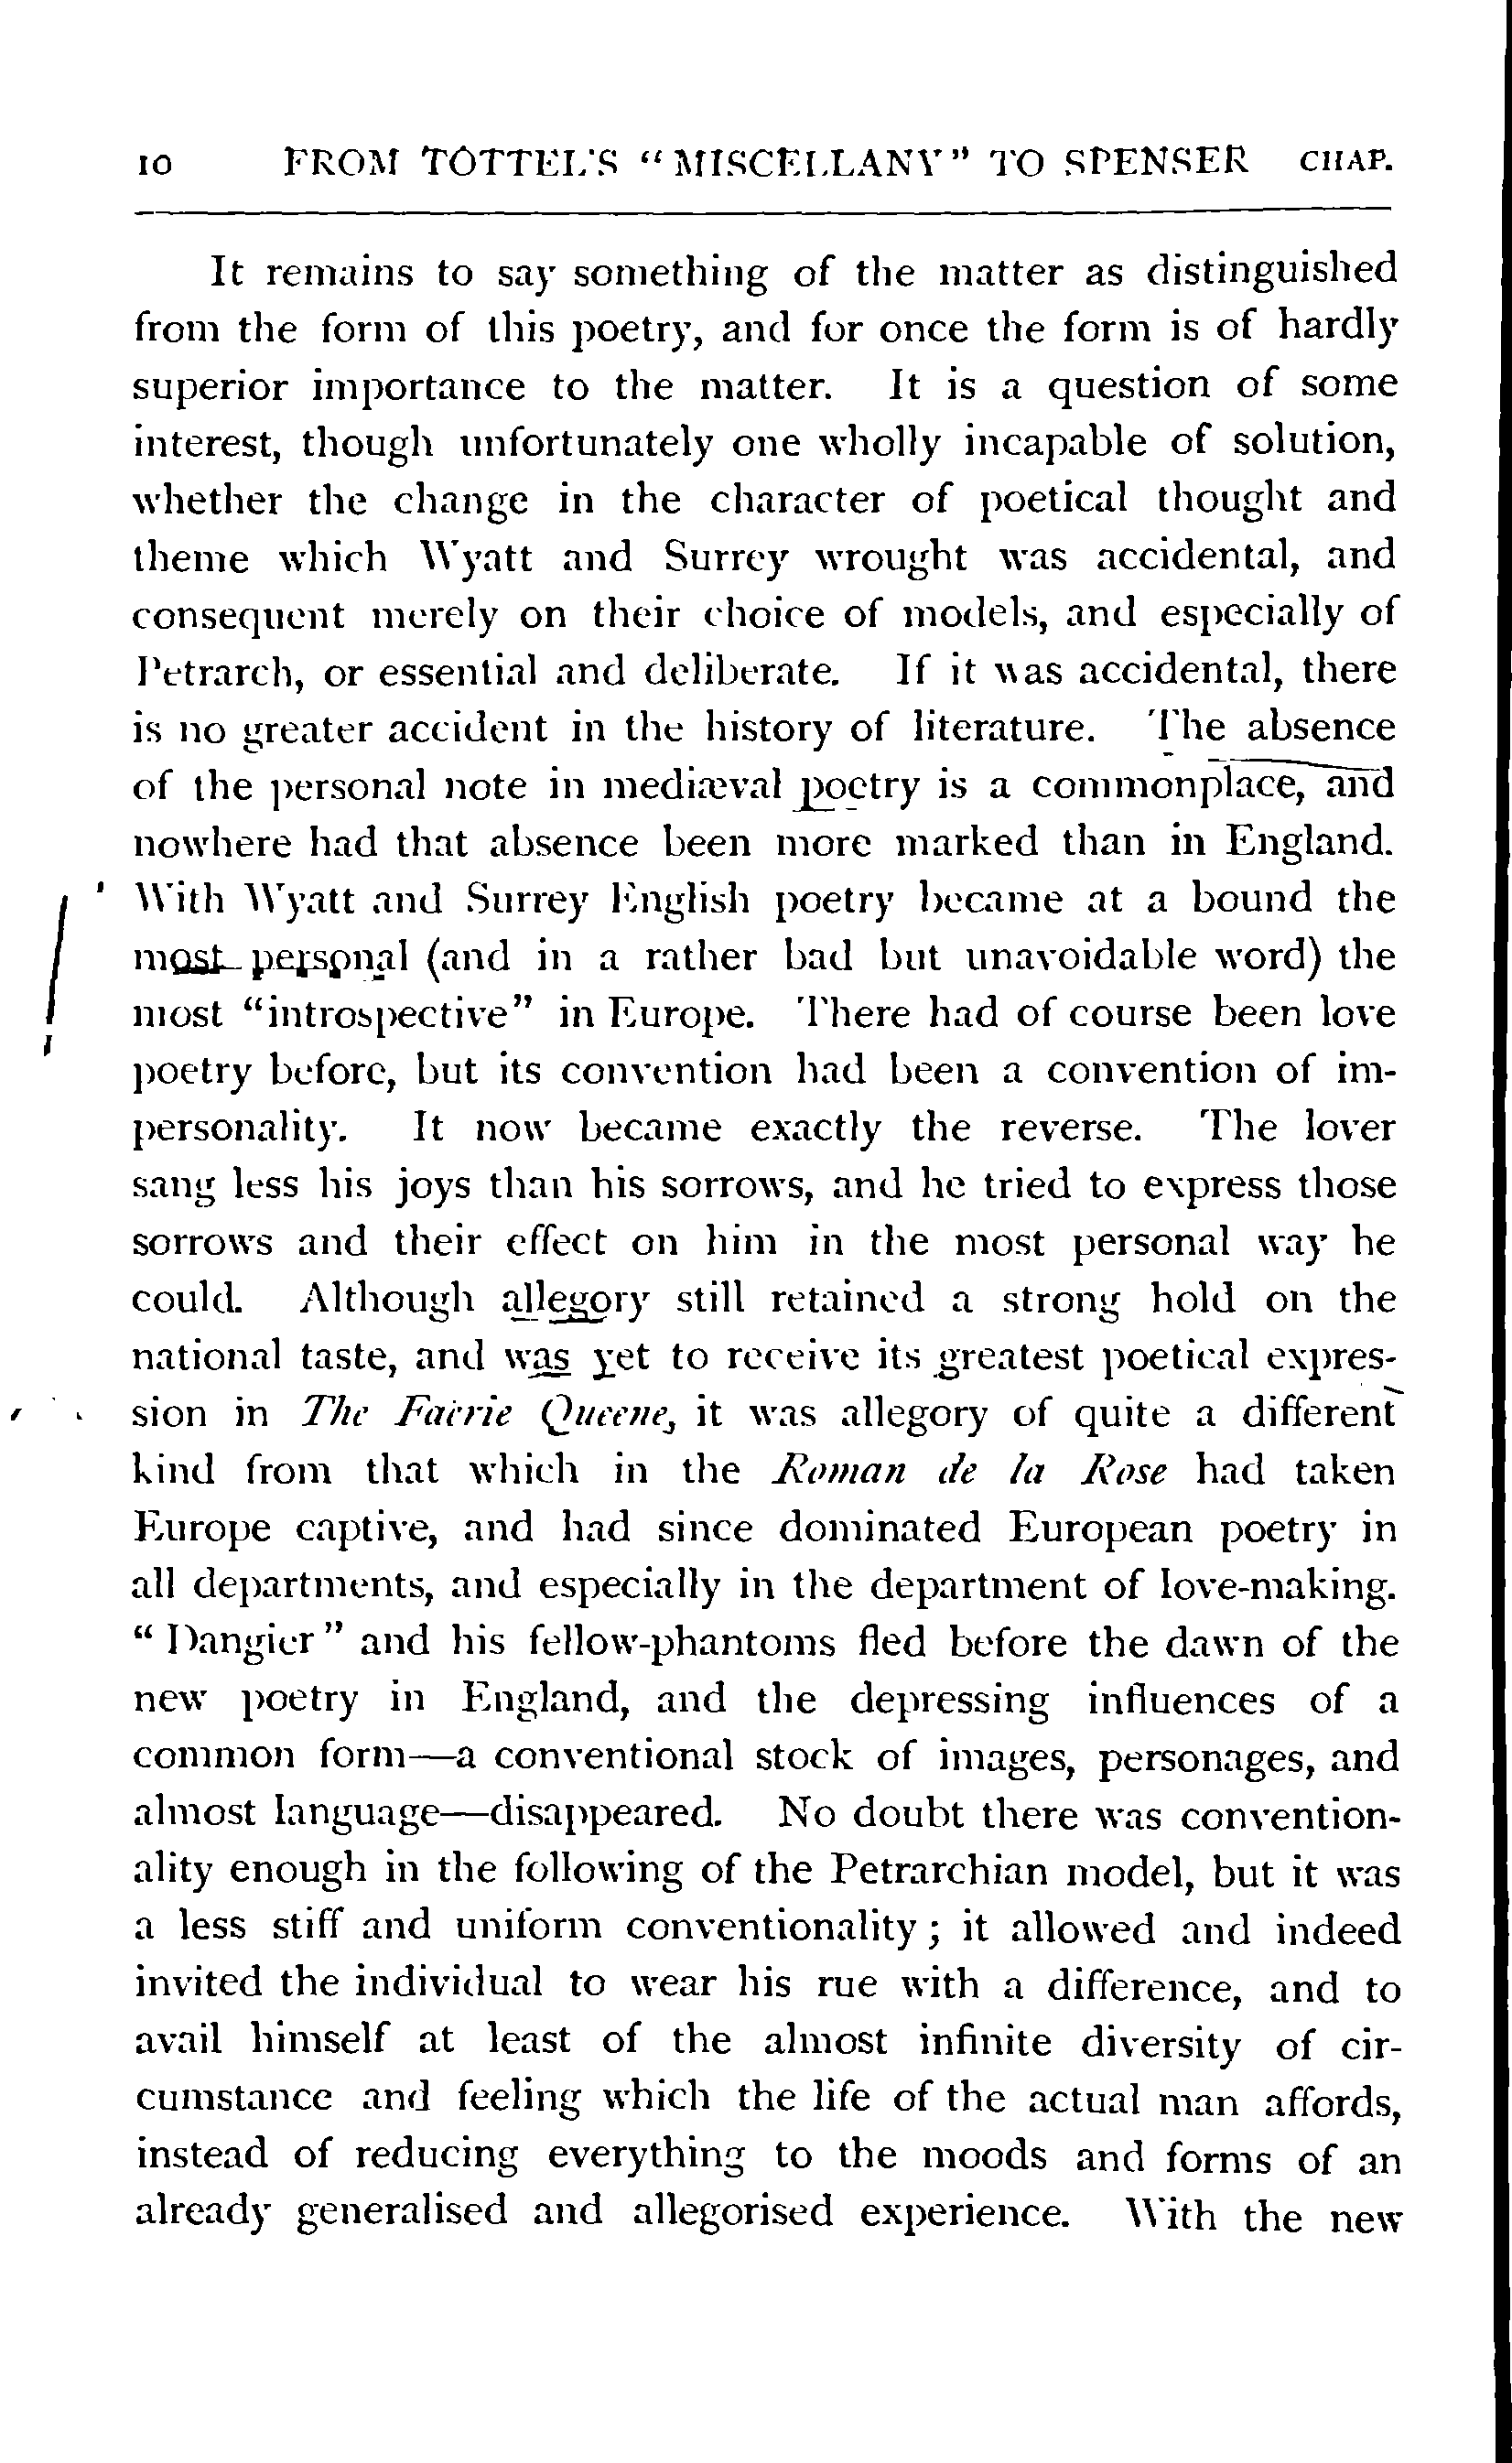 10 FROM TOTTEL'S “MISCELLANY” TO SPENSER CHAP.
It remains to say something of the matter as distinguished
from the form of this poetry, and for once the form is of hardly
superior importance to the matter. It is a question of some
interest, though unfortunately one wholly incapable of solution,
whether the change in the character of poetical thought and
theme which Wyatt and Surrey wrought was accidental, and
consequent merely on their choice of models, and especially of
Petrarch, or essential and deliberate. If it was accidental, there
is no greater accident in the history of literature. The absence
of the personal note in mediæval poetry is a commonplace, and
nowhere had that absence been more marked than in England.
With Wyatt and Surrey English poetry became at a bound the
most personal (and in a rather bad but unavoidable word) the
most “introspective” in Europe. There had of course been love
poetry before, but its convention had been a convention of im-
personality. It now became exactly the reverse. The lover
sang less his joys than his sorrows, and he tried to express those
sorrows and their effect on him in the most personal way he
could. Although allegory still retained a strong hold on the
national taste, and was yet to receive its greatest poetical expres-
sion in The Faërie Queene, it was allegory of quite a different
kind from that which in the Roman de la Rose had taken
Europe captive, and had since dominated European poetry in
all departments, and especially in the department of love-making.
“Dangier” and his fellow-phantoms fled before the dawn of the
new poetry in England, and the depressing influences of a
common form—a conventional stock of images, personages, and
almost language—disappeared. No doubt there was convention-
ality enough in the following of the Petrarchian model, but it was
a less stiff and uniform conventionality; it allowed and indeed
invited the individual to wear his rue with a difference, and to
avail himself at least of the almost infinite diversity of cir-
cumstance and feeling which the life of the actual man affords,
instead of reducing everything to the moods and forms of an
already generalised and allegorised experience. With the new